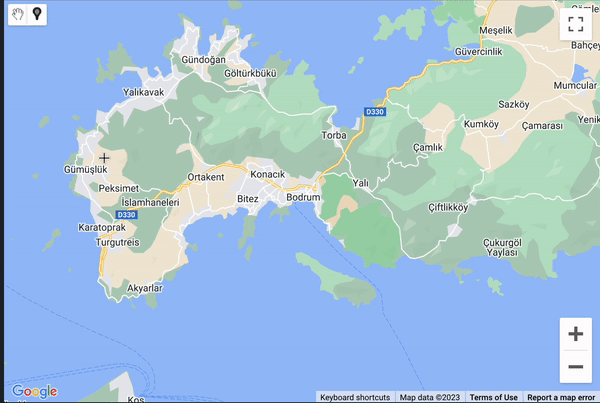 Meşelik
Güvercinlik
Bahçey
Gündoğan
Göltürkbükü
Mumcular
Yalıkavak
Sazköy
D330
Kumköy
Çamarası
Yenik
Torba
Çamlık
Gümüşlük
Konacık
Peksimet
Ortakent
Yalı
İslamhaneleri
Bitez
Bodrum
Çiftlikköy
D330
Karatoprak
Turgutreis
Çukurgöl
Yaylası
Akyarlar
Google
Keyboard shortcuts
Map data ©2023
Terms of Use
Report a map error